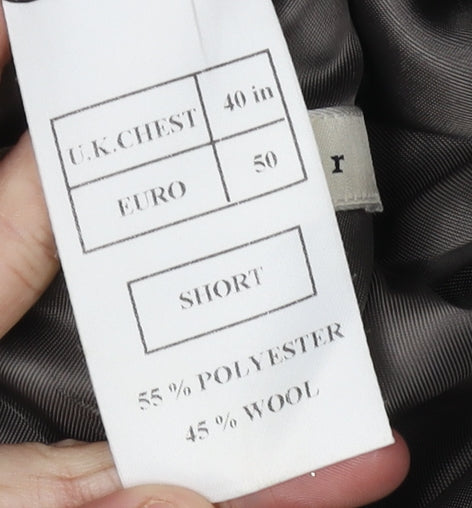 U.K.CHEST 40 in
EURO 50
SHORT
55 % POLYESTER
45 % WOOL
r